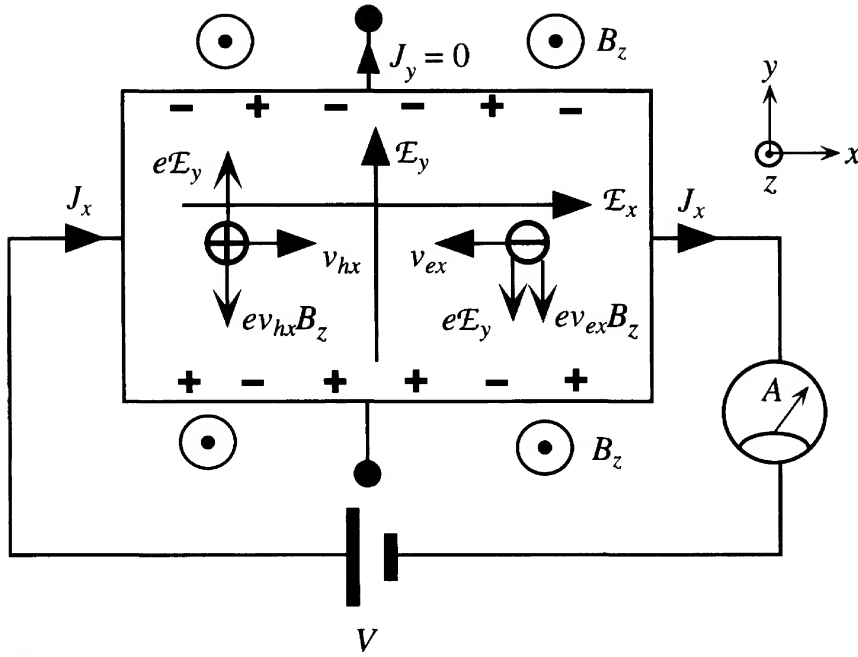 J_y = 0
B_z
− + − − + −
y
x
z
eℰ_y
ℰ_y
ℰ_x
J_x
J_x
v_hx
v_ex
ev_hxB_z
eℰ_y
ev_exB_z
+ − + + − +
A
B_z
V